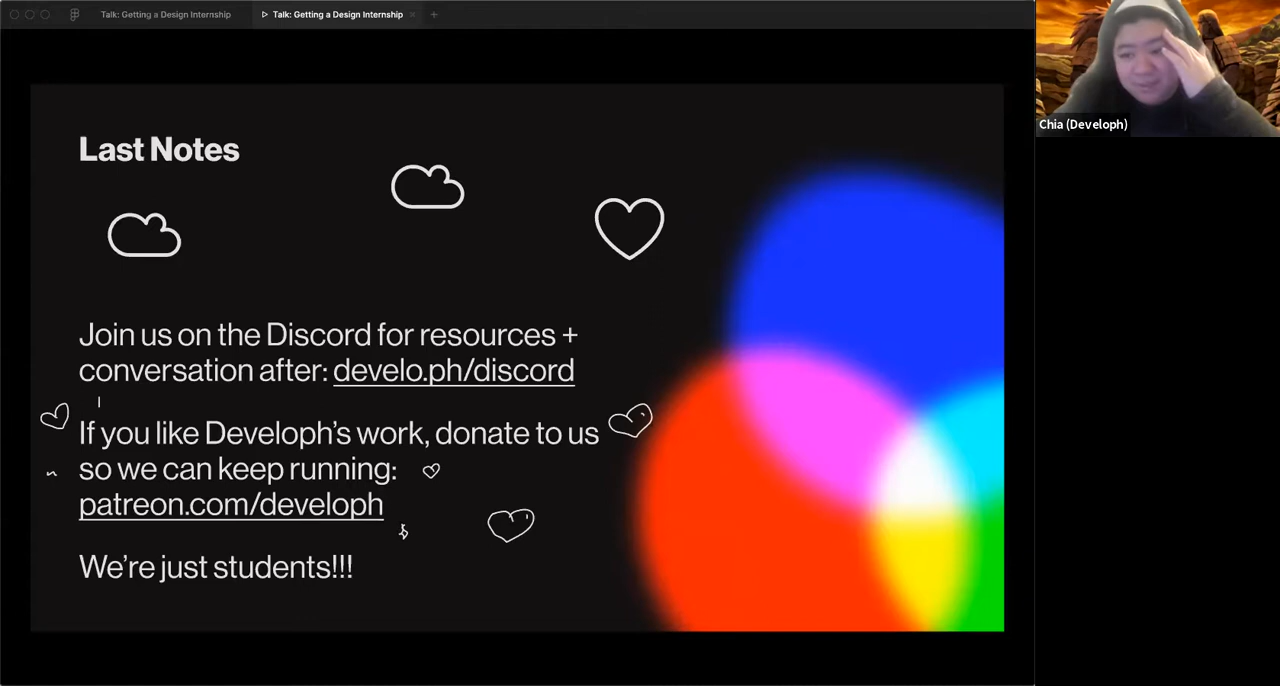 Talk: Getting a Design Internship
Talk: Getting a Design Internship
Chia (Developh)
Last Notes
Join us on the Discord for resources +
conversation after: develo.ph/discord
If you like Developh’s work, donate to us
so we can keep running:
patreon.com/developh
We’re just students!!!